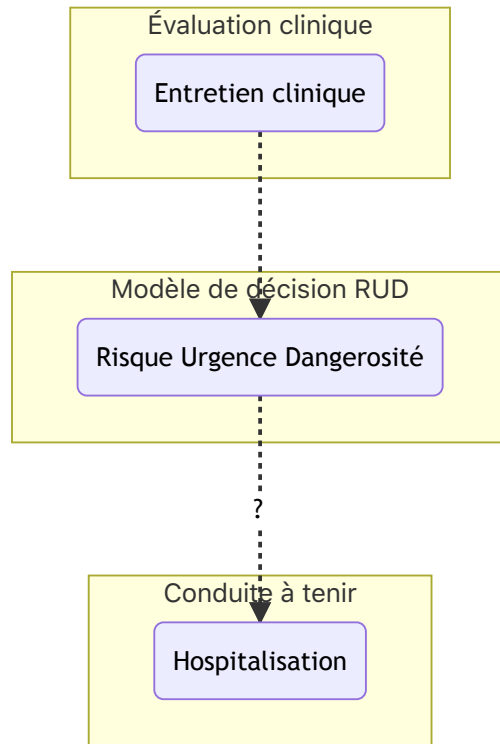 Évaluation clinique
Entretien clinique
Modèle de décision RUD
Risque Urgence Dangerosité
?
Conduite à tenir
Hospitalisation